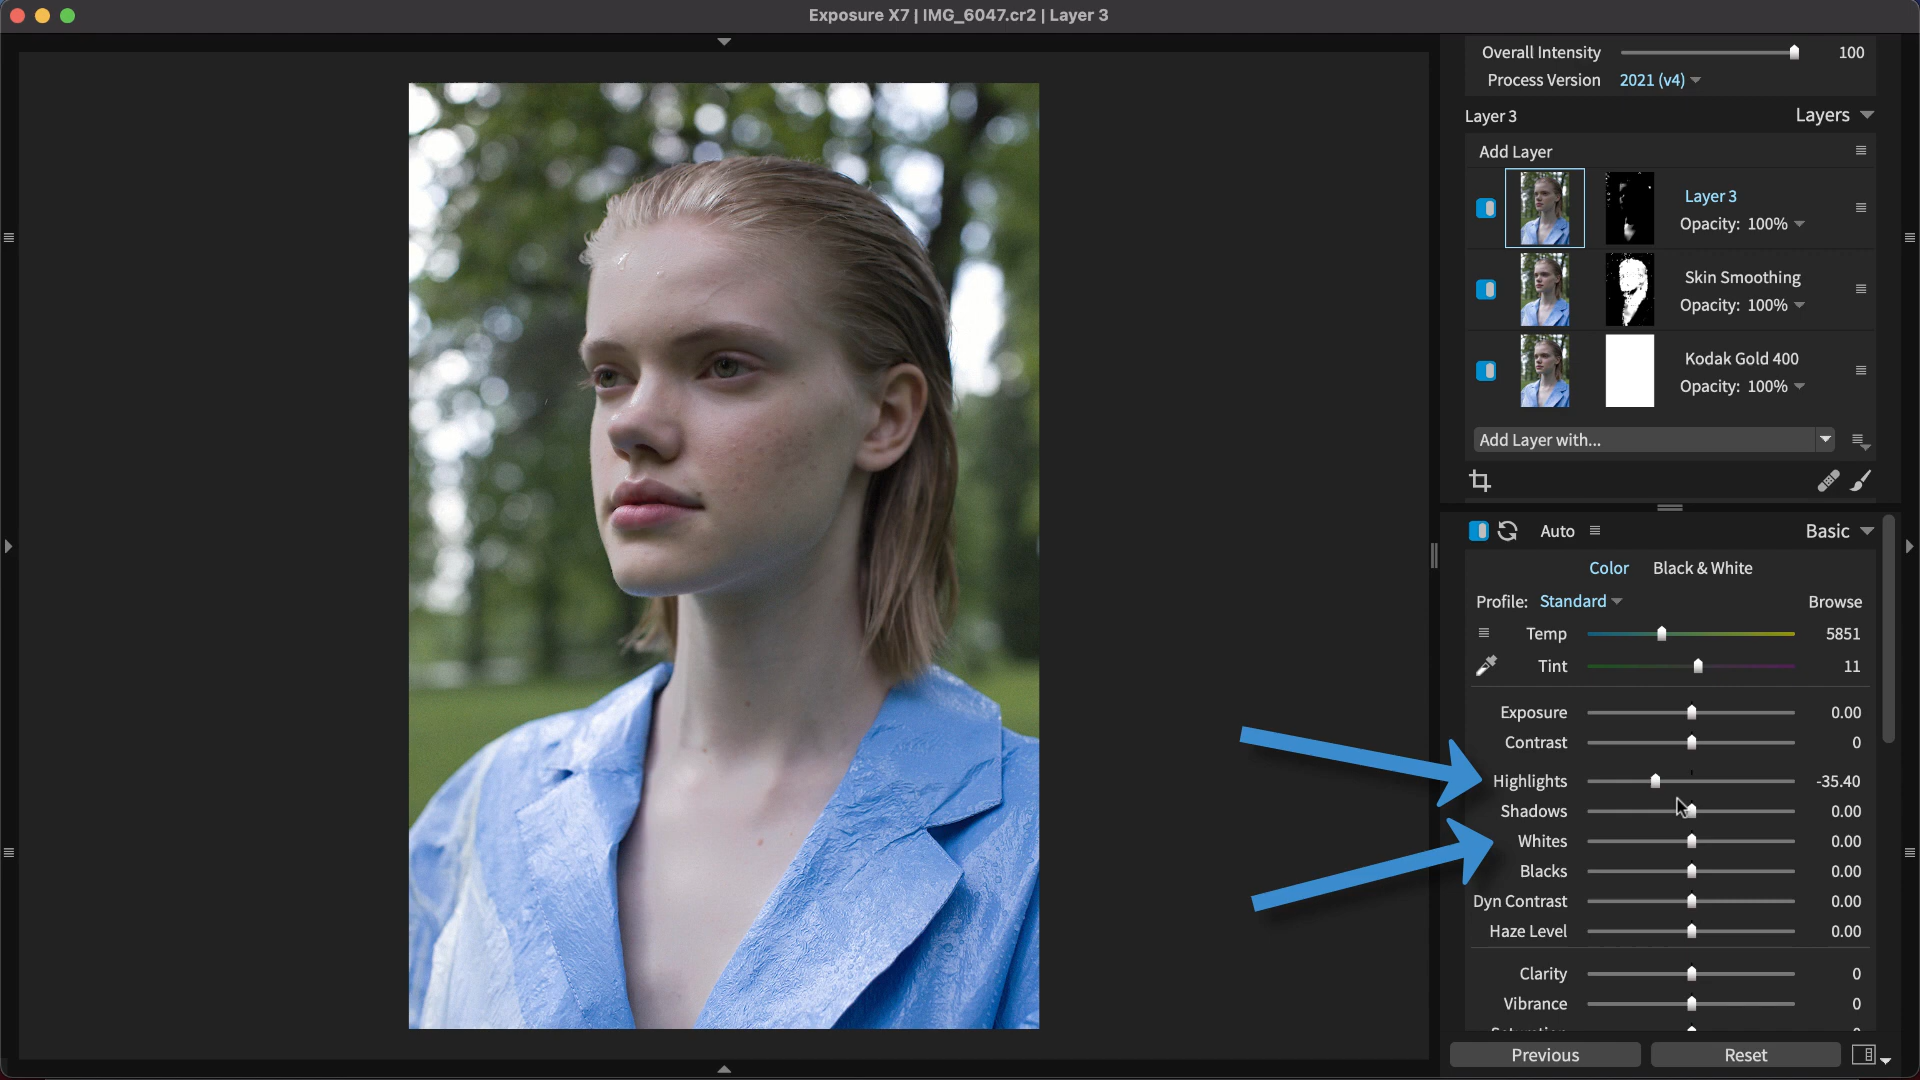 Exposure X7 | IMG_6047.cr2 | Layer 3
Overall Intensity 100
Process Version 2021 (v4)
Layer 3 Layers
Add Layer
Layer 3
Opacity: 100%
Skin Smoothing
Opacity: 100%
Kodak Gold 400
Opacity: 100%
Add Layer with...
Auto Basic
Color Black & White
Profile: Standard Browse
Temp 5851
Tint 11
Exposure 0.00
Contrast 0
Highlights -35.40
Shadows 0.00
Whites 0.00
Blacks 0.00
Dyn Contrast 0.00
Haze Level 0.00
Clarity 0
Vibrance 0
Previous Reset